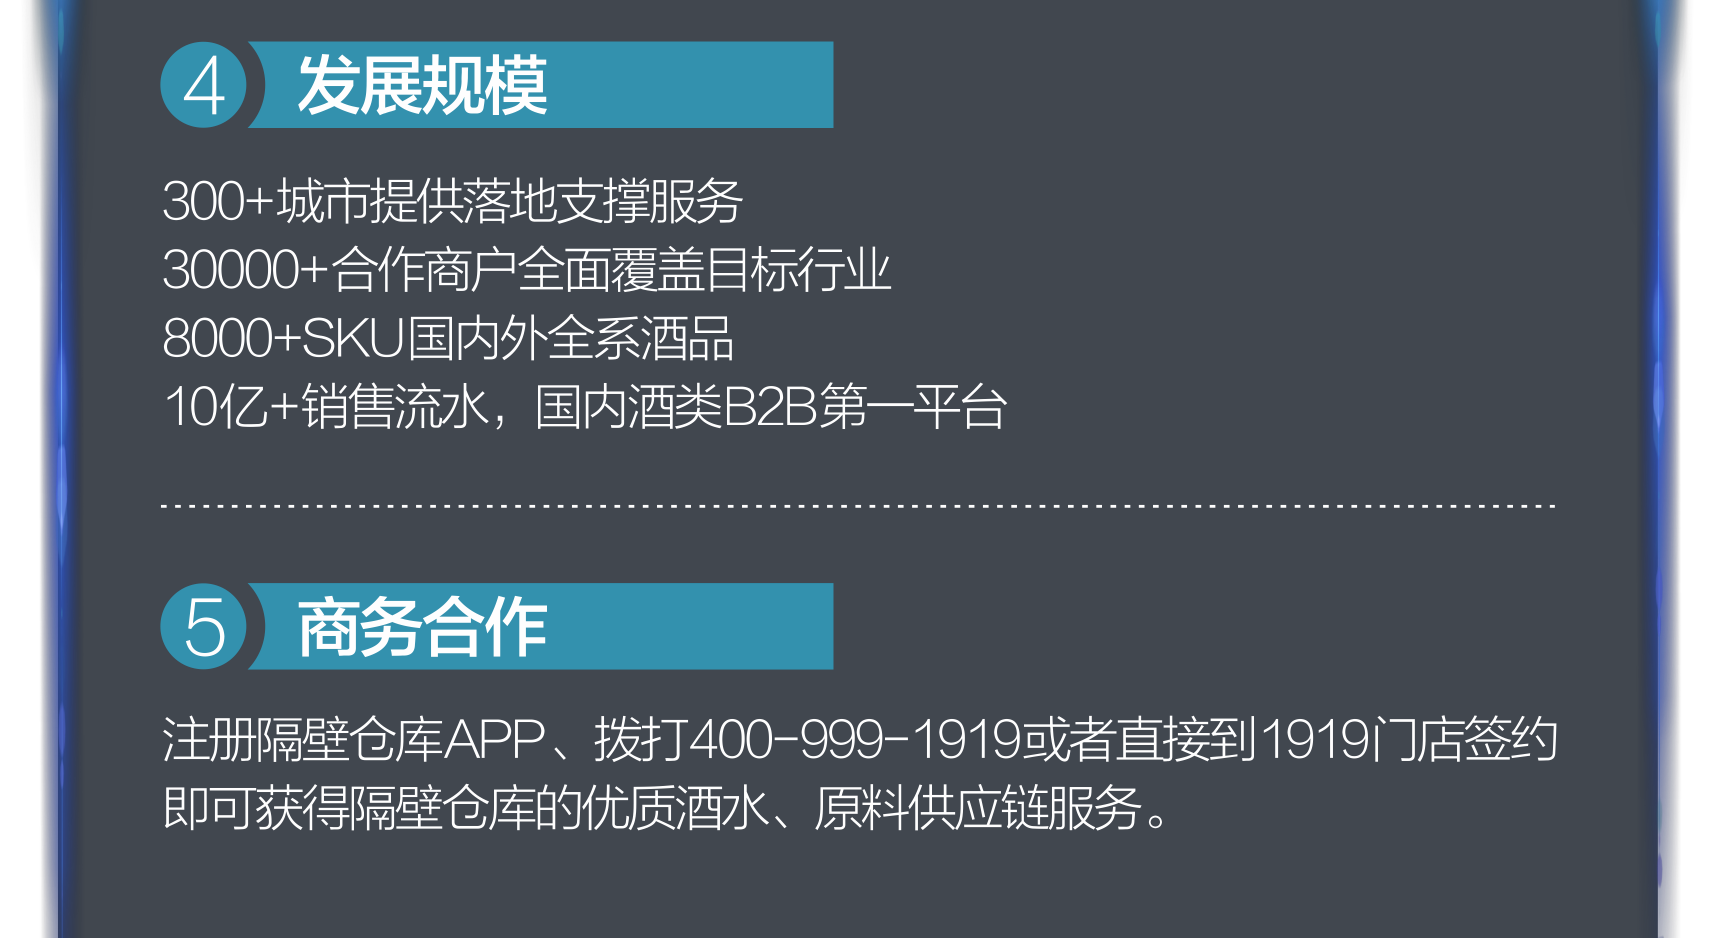 4 发展规模
300+城市提供落地支撑服务
30000+合作商户全面覆盖目标行业
8000+SKU国内外全系酒品
10亿+销售流水，国内酒类B2B第一平台
5 商务合作
注册隔壁仓库APP、拨打400-999-1919或者直接到1919门店签约
即可获得隔壁仓库的优质酒水、原料供应链服务。